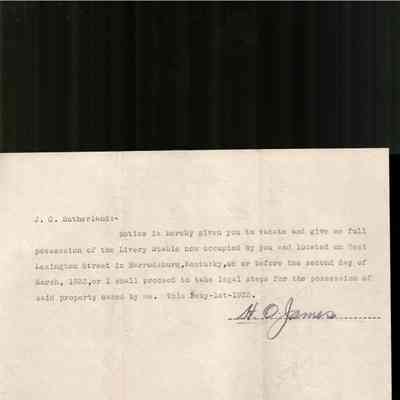 J. C. Sutherland:-
Notice is hereby given you to vacate and give me full
possession of the Livery Stable now occupied by you and located on East
Lexington Street in Harrodsburg,Kentucky,on or before the second day of
March, 1922,or I shall proceed to take legal steps for the possession of
said property owned by me. This
H. O. James